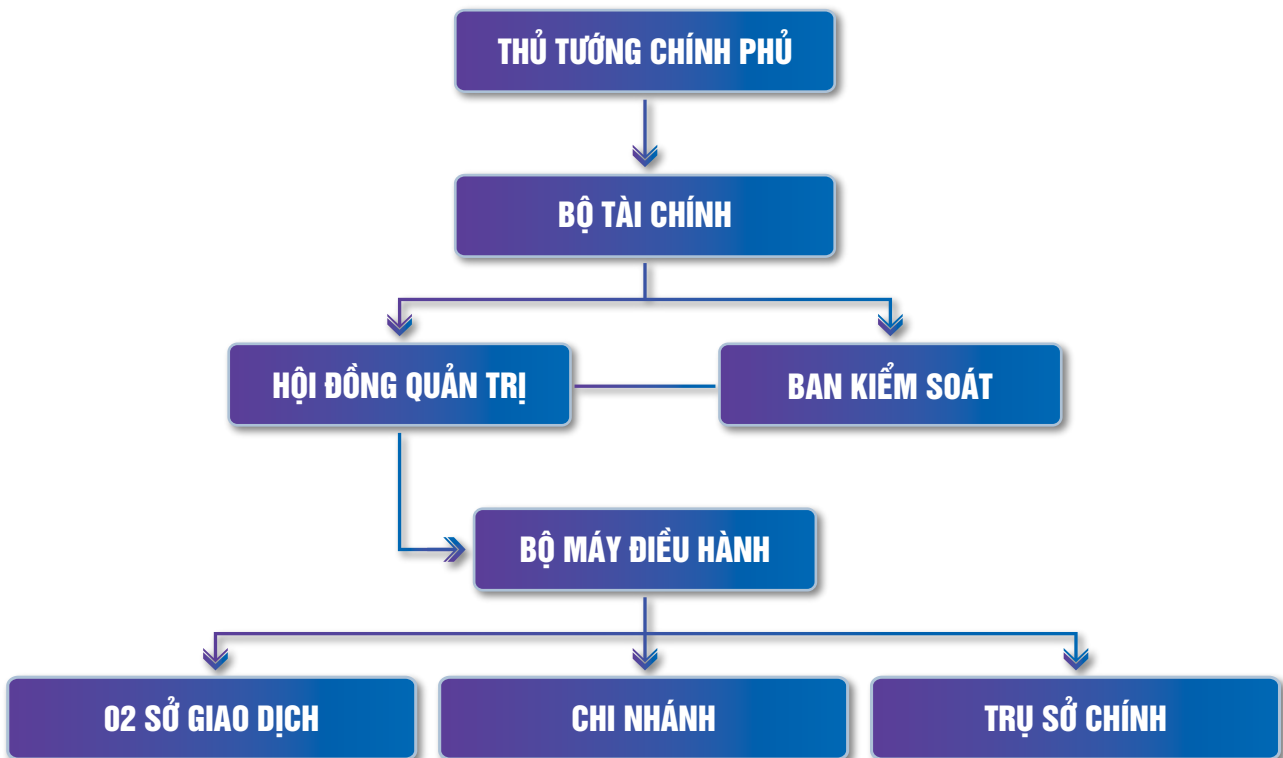 THỦ TƯỚNG CHÍNH PHỦ
BỘ TÀI CHÍNH
HỘI ĐỒNG QUẢN TRỊ
BAN KIỂM SOÁT
BỘ MÁY ĐIỀU HÀNH
02 SỞ GIAO DỊCH
CHI NHÁNH
TRỤ SỞ CHÍNH